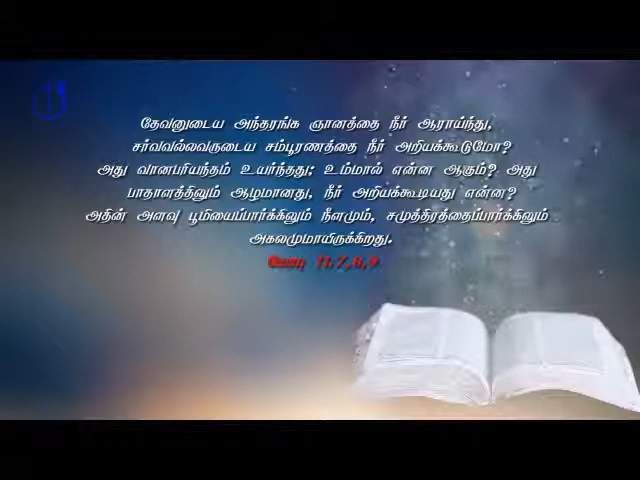 தேவனுடைய அந்தரங்க ஞானத்தை நீர் ஆராய்ந்து,
சர்வவல்லவருடைய சம்பூரணத்தை நீர் அறியக்கூடுமோ?
அது வானபரியந்தம் உயர்ந்தது; உம்மால் என்ன ஆகும்? அது
பாதாளத்திலும் ஆழமானது, நீர் அறியக்கூடியது என்ன?
அதின் அளவு பூமியைப்பார்க்கிலும் நீளமும், சமுத்திரத்தைப்பார்க்கிலும்
அகலமுமாயிருக்கிறது.
யோபு 11.7,8,9